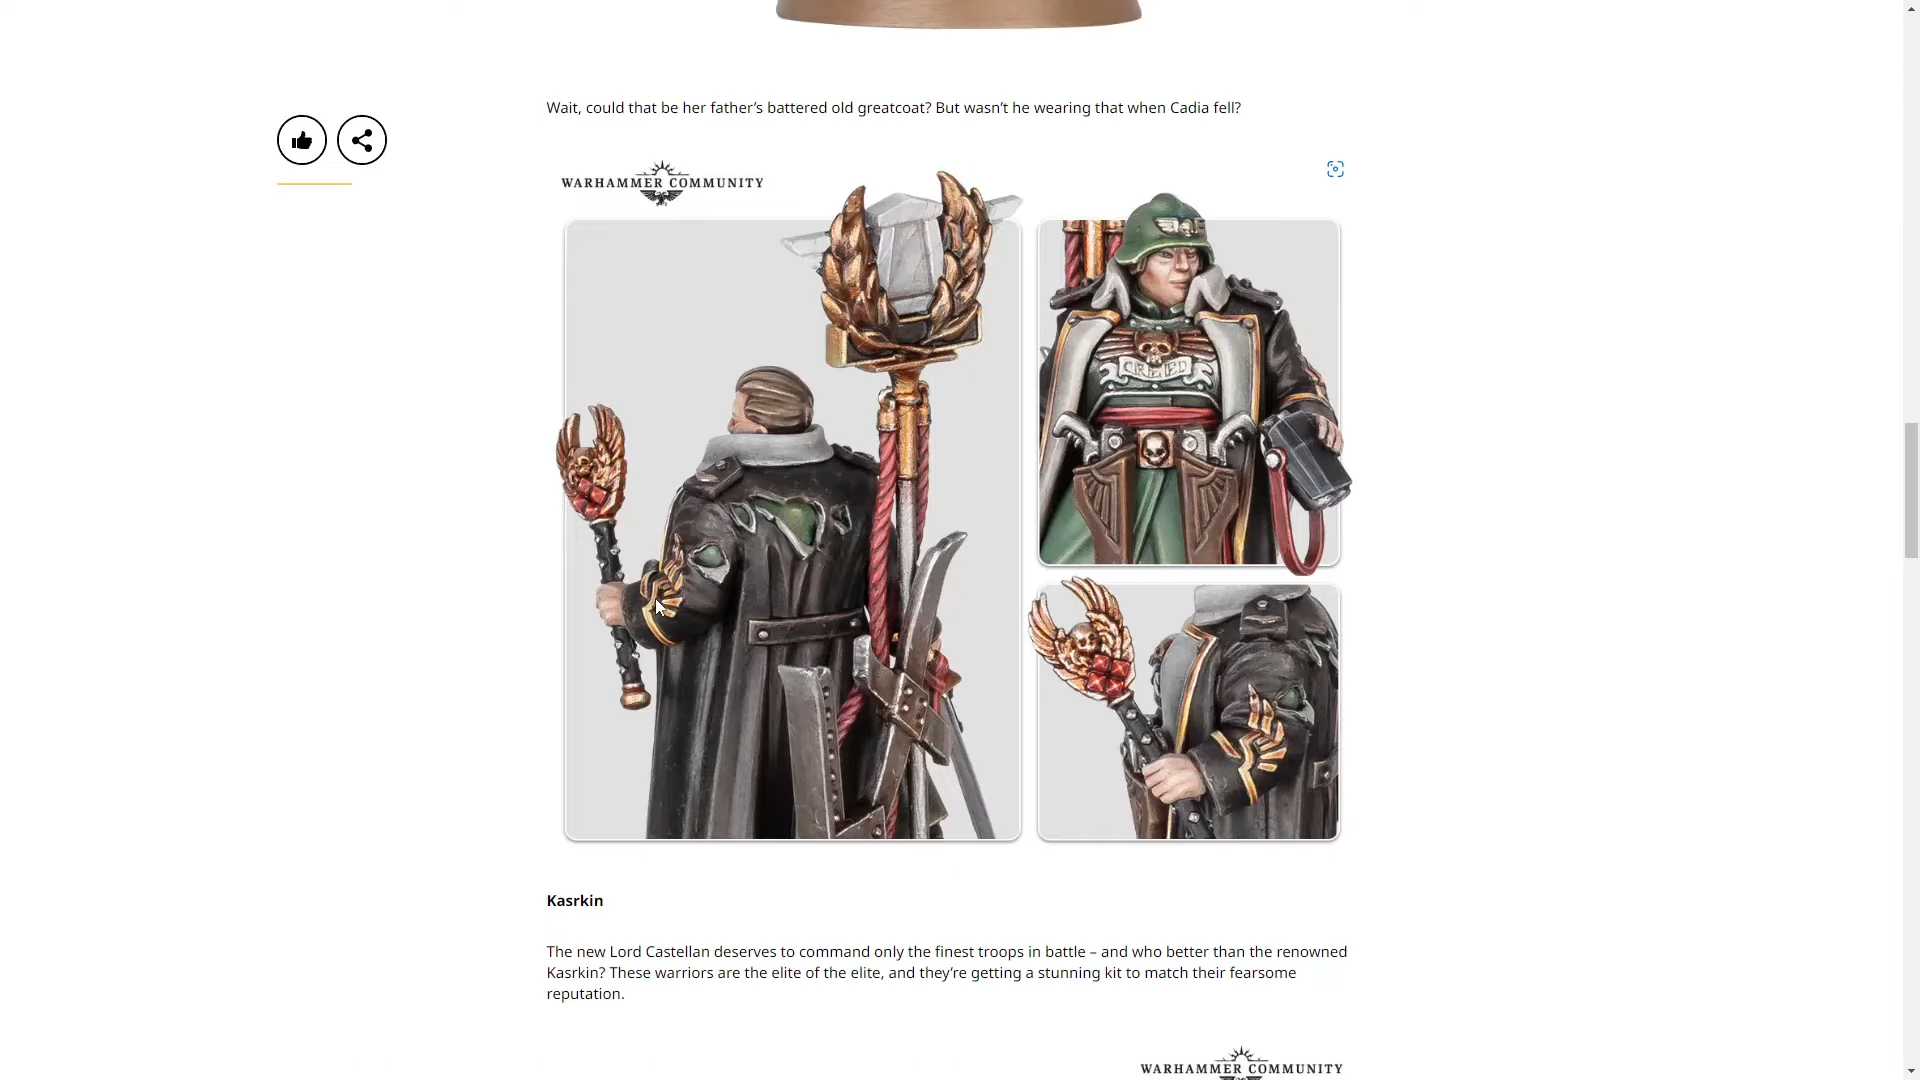 Wait, could that be her father’s battered old greatcoat? But wasn’t he wearing that when Cadia fell?
WARHAMMER COMMUNITY
CREED
Kasrkin
The new Lord Castellan deserves to command only the finest troops in battle – and who better than the renowned
Kasrkin? These warriors are the elite of the elite, and they’re getting a stunning kit to match their fearsome
reputation.
WARHAMMER COMMUNITY